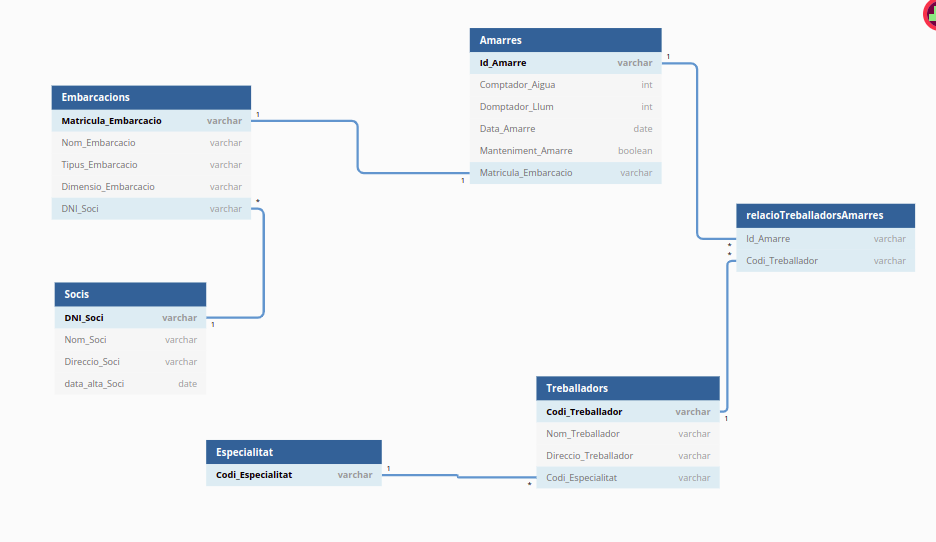 Amarres
Id_Amarre varchar
Comptador_Aigua int
Domptador_Llum int
Data_Amarre date
Manteniment_Amarre boolean
Matricula_Embarcacio varchar
1
1
Embarcacions
Matricula_Embarcacio varchar
Nom_Embarcacio varchar
Tipus_Embarcacio varchar
Dimensio_Embarcacio varchar
DNI_Soci varchar
1
*
relacioTreballadorsAmarres
Id_Amarre varchar
Codi_Treballador varchar
*
*
Socis
DNI_Soci varchar
Nom_Soci varchar
Direccio_Soci varchar
data_alta_Soci date
1
Treballadors
Codi_Treballador varchar
Nom_Treballador varchar
Direccio_Treballador varchar
Codi_Especialitat varchar
1
*
Especialitat
Codi_Especialitat varchar
1